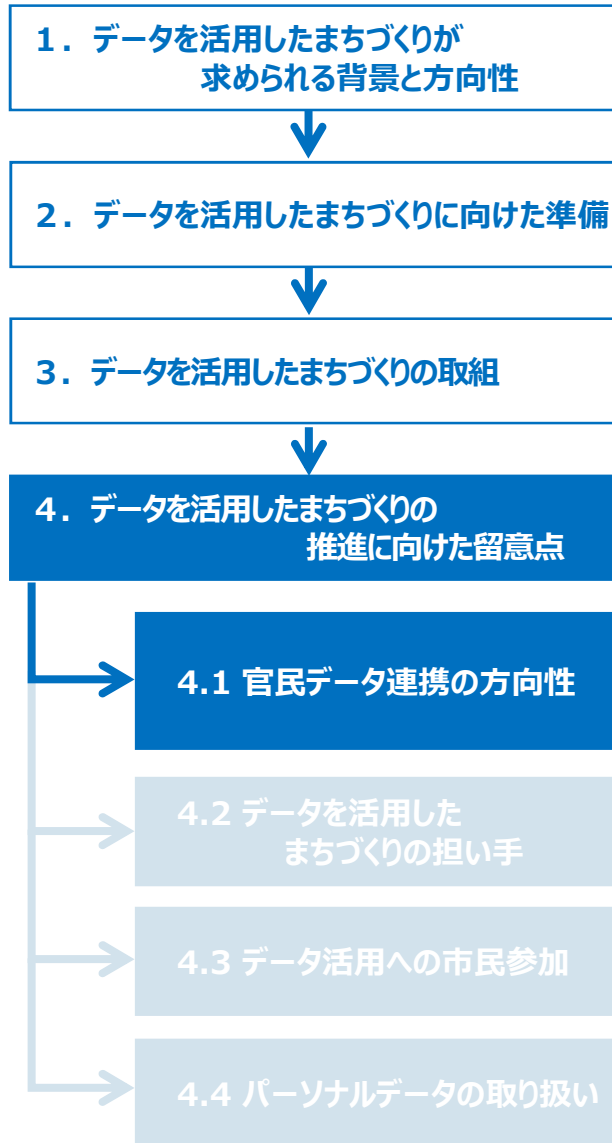 １．データを活用したまちづくりが
求められる背景と方向性
２．データを活用したまちづくりに向けた準備
３．データを活用したまちづくりの取組
４．データを活用したまちづくりの
推進に向けた留意点
4.1 官民データ連携の方向性
4.2 データを活用した
まちづくりの担い手
4.3 データ活用への市民参加
4.4 パーソナルデータの取り扱い